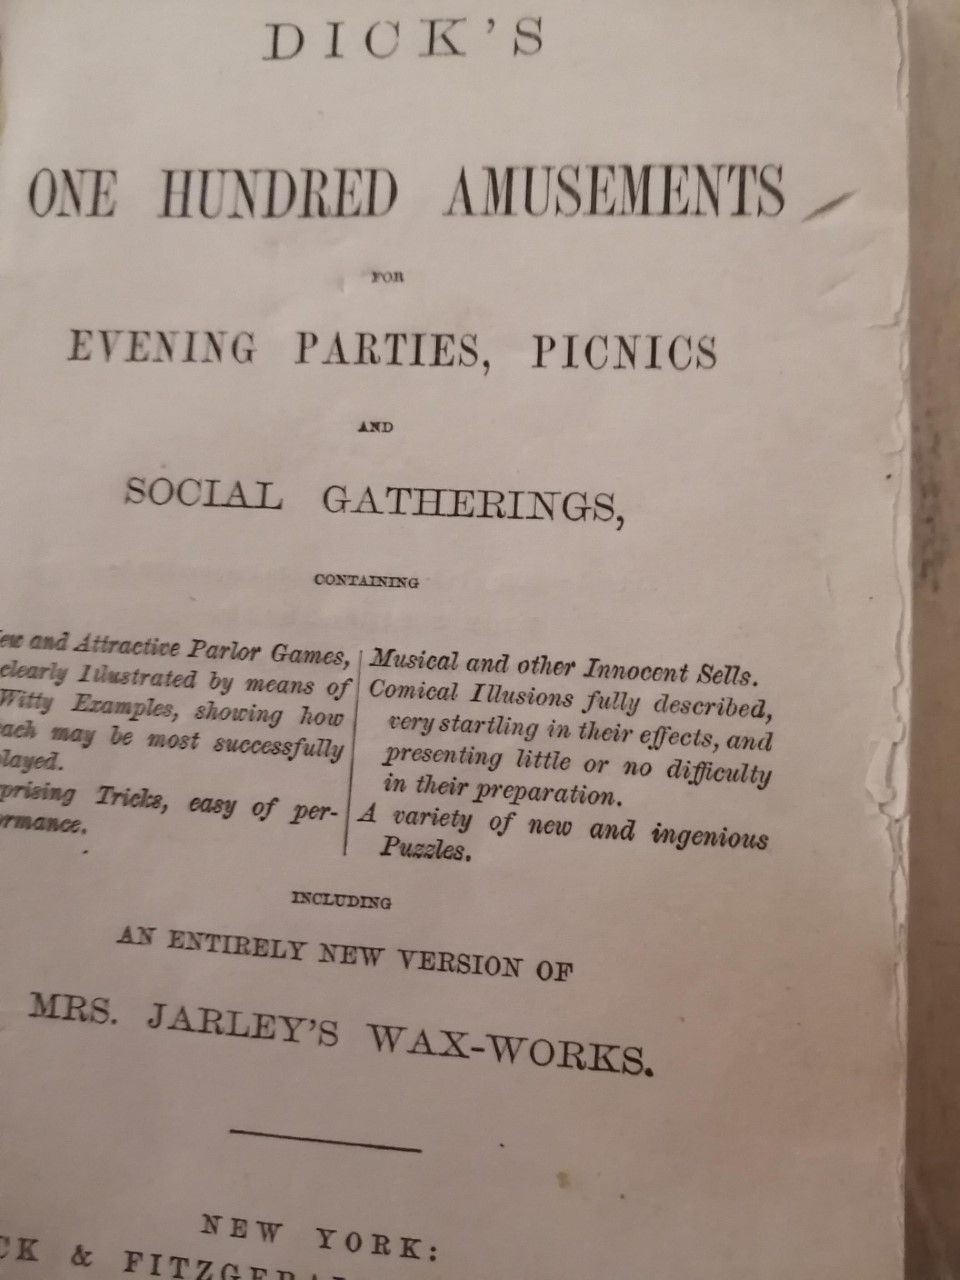 DICK'S
ONE HUNDRED AMUSEMENTS
FOR
EVENING PARTIES, PICNICS
AND
SOCIAL GATHERINGS,
CONTAINING
and Attractive Parlor Games,
clearly Illustrated by means of
Witty Examples, showing how
may be most successfully
Tricks, easy of per-
Musical and other Innocent Sells.
Comical Illusions fully described,
very startling in their effects, and
presenting little or no difficulty
in their preparation.
A variety of new and ingenious
Puzzles.
INCLUDING
AN ENTIRELY NEW VERSION OF
MRS. JARLEY'S WAX-WORKS.
NEW YORK:
&